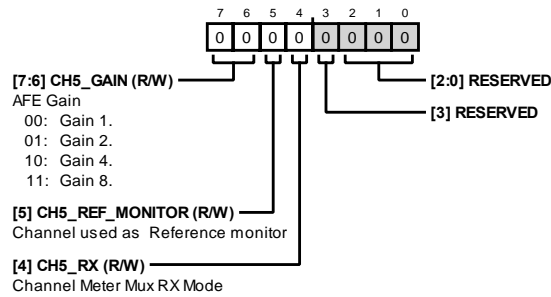 7 6 5 4 3 2 1 0
0 0 0 0 0 0 0 0
[7:6] CH5_GAIN (R/W)
AFE Gain
00: Gain 1.
01: Gain 2.
10: Gain 4.
11: Gain 8.
[5] CH5_REF_MONITOR (R/W)
Channel used as Reference monitor
[4] CH5_RX (R/W)
Channel Meter Mux RX Mode
[2:0] RESERVED
[3] RESERVED